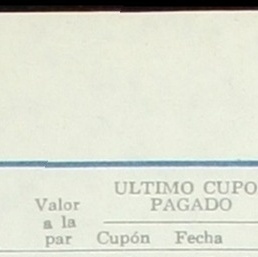 ULTIMO CUPO
Valor PAGADO
a la
par Cupón Fecha